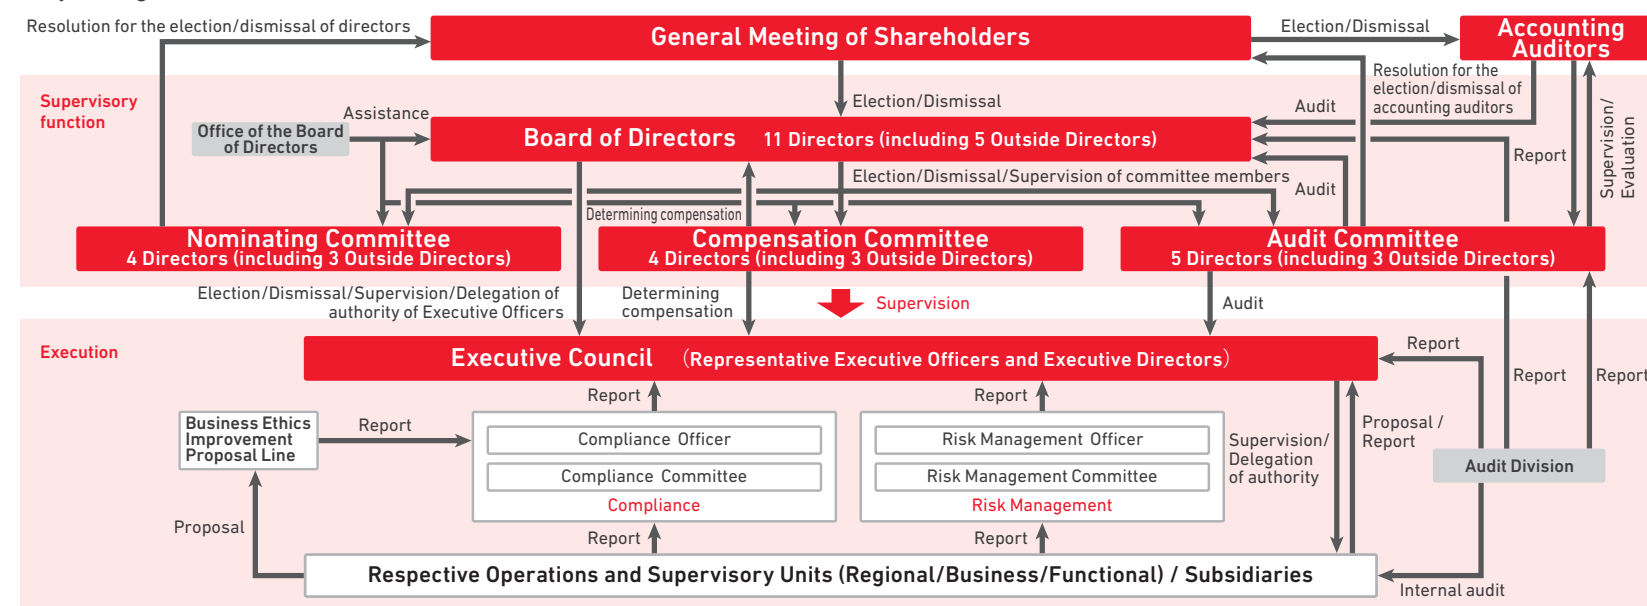 Resolution for the election/dismissal of directors
General Meeting of Shareholders
Election/Dismissal
Accounting
Auditors
Resolution for the
election/dismissal of
accounting auditors
Supervisory
function
Election/Dismissal
Audit
Assistance
Office of the Board
of Directors
Board of Directors 11 Directors (including 5 Outside Directors)
Report
Supervision/
Evaluation
Election/Dismissal/Supervision of committee members
Audit
Determining compensation
Nominating Committee
4 Directors (including 3 Outside Directors)
Compensation Committee
4 Directors (including 3 Outside Directors)
Audit Committee
5 Directors (including 3 Outside Directors)
Election/Dismissal/Supervision/Delegation of
authority of Executive Officers
Determining
compensation
Supervision
Audit
Execution
Executive Council (Representative Executive Officers and Executive Directors)
Report
Report
Report
Report
Report
Business Ethics
Improvement
Proposal Line
Report
Compliance Officer
Compliance Committee
Compliance
Risk Management Officer
Risk Management Committee
Risk Management
Supervision/
Delegation
of authority
Proposal /
Report
Audit Division
Proposal
Report
Report
Respective Operations and Supervisory Units (Regional/Business/Functional) / Subsidiaries
Internal audit